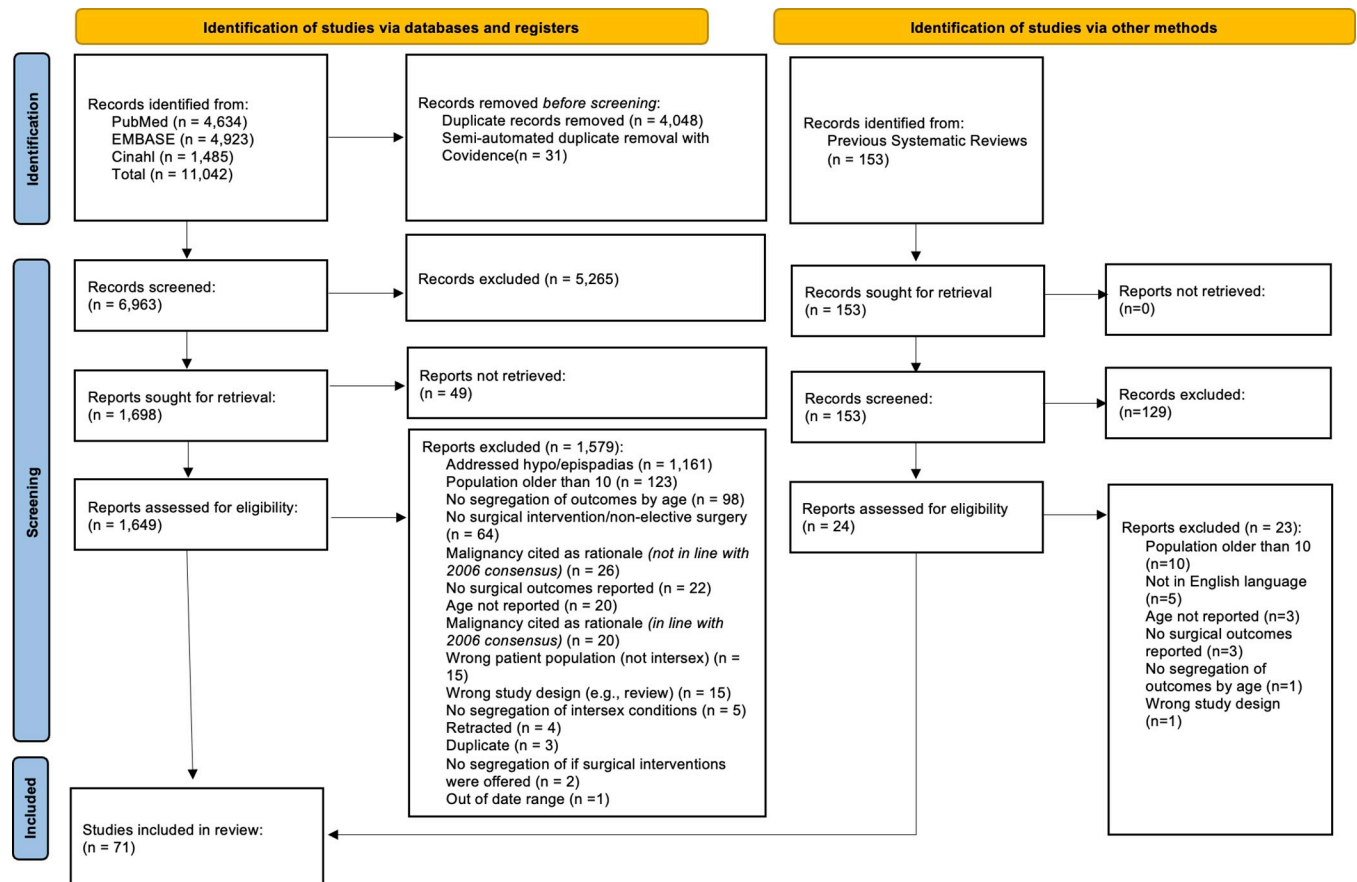 Identification of studies via databases and registers
Identification of studies via other methods
Identification
Records identified from:
PubMed (n = 4,634)
EMBASE (n = 4,923)
Cinahl (n = 1,485)
Total (n = 11,042)
Records removed before screening:
Duplicate records removed (n = 4,048)
Semi-automated duplicate removal with
Covidence(n = 31)
Records identified from:
Previous Systematic Reviews
(n = 153)
Screening
Records screened:
(n = 6,963)
Records excluded (n = 5,265)
Records sought for retrieval
(n = 153)
Reports not retrieved:
(n=0)
Reports sought for retrieval:
(n = 1,698)
Reports not retrieved:
(n = 49)
Records screened:
(n = 153)
Records excluded:
(n=129)
Reports assessed for eligibility:
(n = 1,649)
Reports excluded (n = 1,579):
Addressed hypo/epispadias (n = 1,161)
Population older than 10 (n = 123)
No segregation of outcomes by age (n = 98)
No surgical intervention/non-elective surgery
(n = 64)
Malignancy cited as rationale (not in line with
2006 consensus) (n = 26)
No surgical outcomes reported (n = 22)
Age not reported (n = 20)
Malignancy cited as rationale (in line with
2006 consensus) (n = 20)
Wrong patient population (not intersex) (n =
15)
Wrong study design (e.g., review) (n = 15)
No segregation of intersex conditions (n = 5)
Retracted (n = 4)
Duplicate (n = 3)
No segregation of if surgical interventions
were offered (n = 2)
Out of date range (n =1)
Reports assessed for eligibility
(n = 24)
Reports excluded (n = 23):
Population older than 10
(n=10)
Not in English language
(n=5)
Age not reported (n=3)
No surgical outcomes
reported (n=3)
No segregation of
outcomes by age (n=1)
Wrong study design
(n=1)
Included
Studies included in review:
(n = 71)